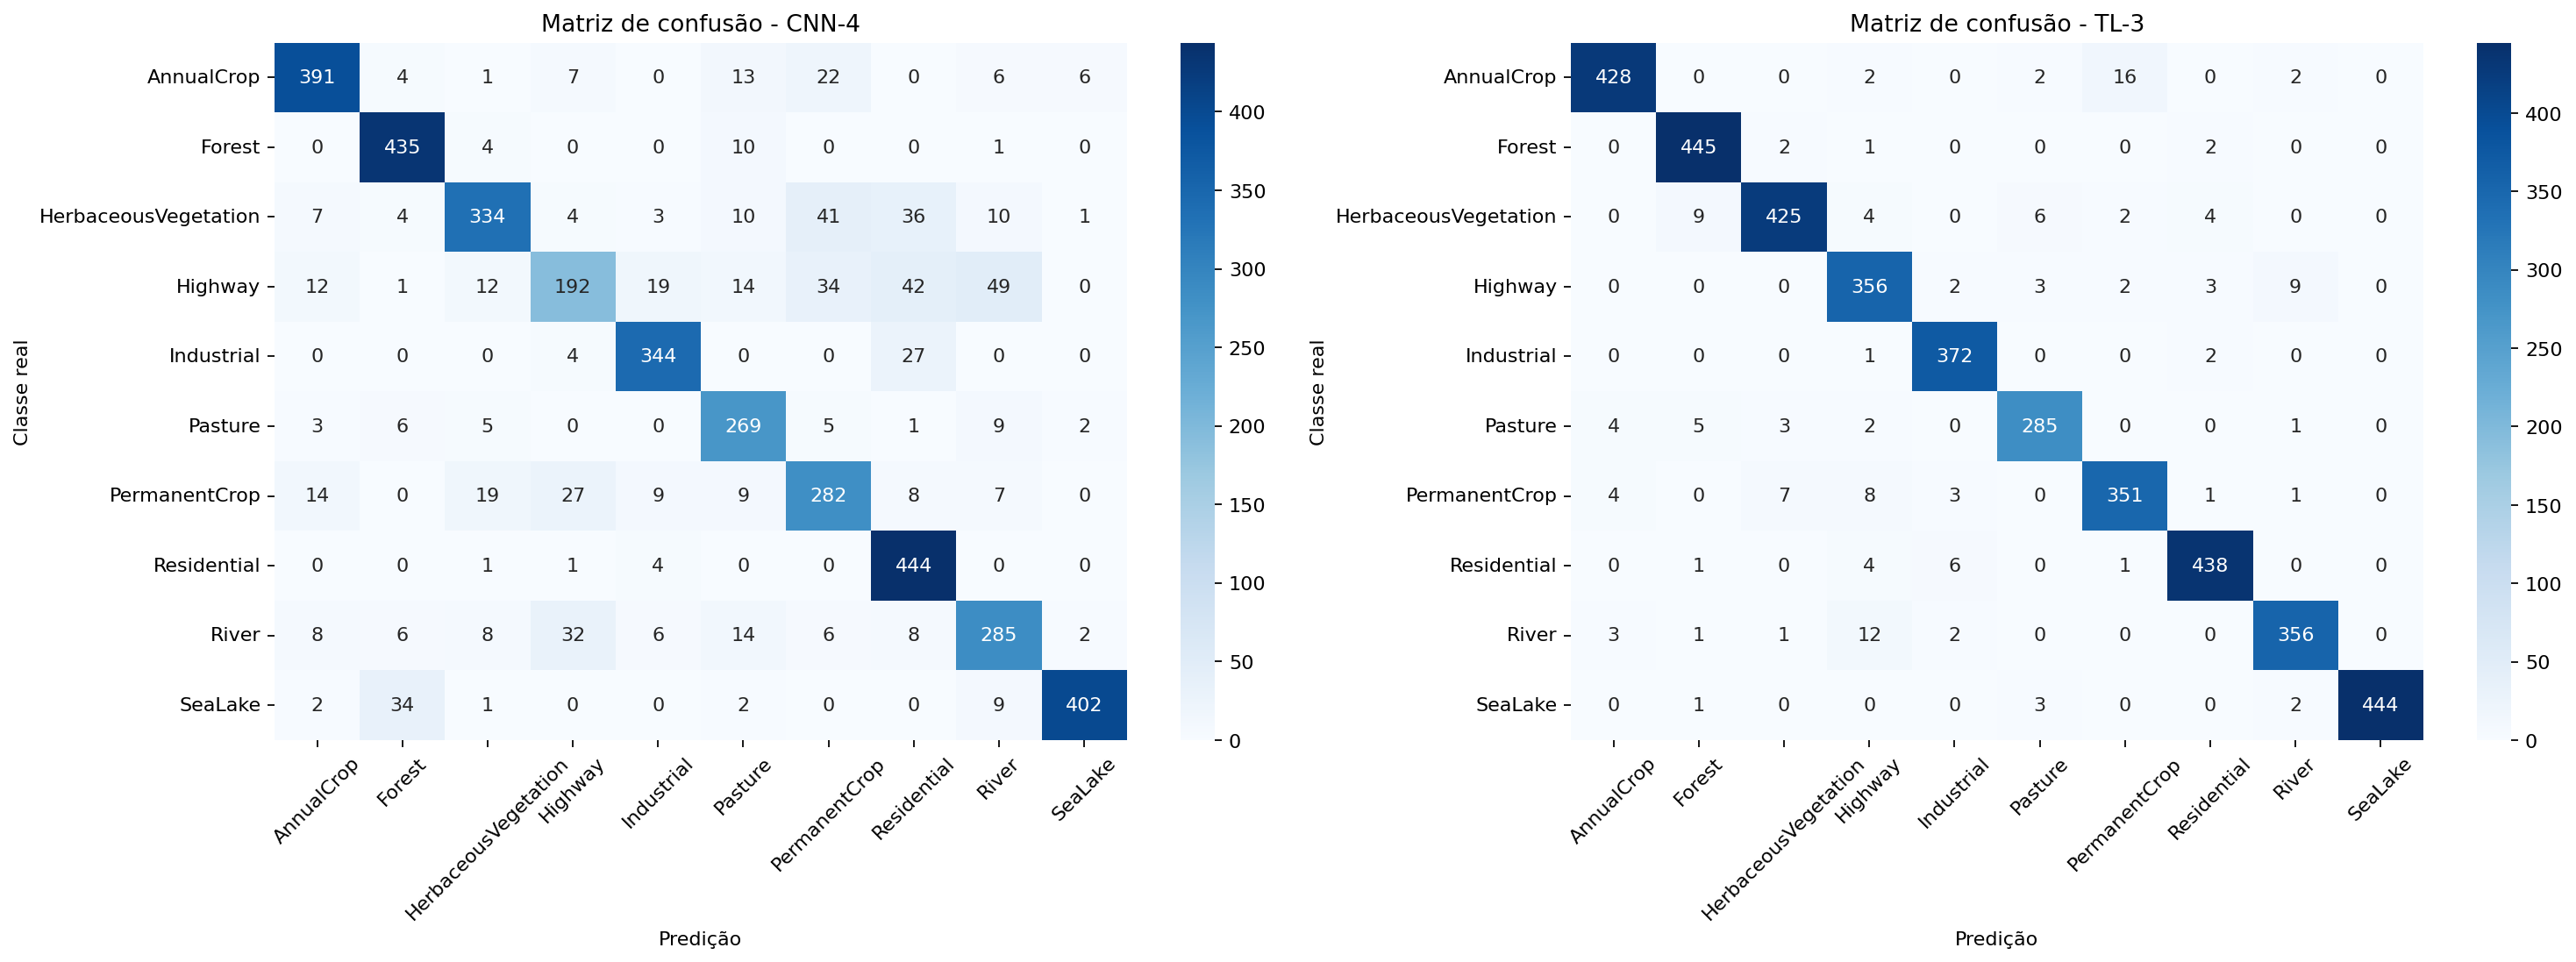 Matriz de confusão - CNN-4
Classe real
AnnualCrop 391 4 1 7 0 13 22 0 6 6
Forest 0 435 4 0 0 10 0 0 1 0
HerbaceousVegetation 7 4 334 4 3 10 41 36 10 1
Highway 12 1 12 192 19 14 34 42 49 0
Industrial 0 0 0 4 344 0 0 27 0 0
Pasture 3 6 5 0 0 269 5 1 9 2
PermanentCrop 14 0 19 27 9 9 282 8 7 0
Residential 0 0 1 1 4 0 0 444 0 0
River 8 6 8 32 6 14 6 8 285 2
SeaLake 2 34 1 0 0 2 0 0 9 402
AnnualCrop Forest HerbaceousVegetation Highway Industrial Pasture PermanentCrop Residential River SeaLake
Predição
400
350
300
250
200
150
100
50
0
Matriz de confusão - TL-3
Classe real
AnnualCrop 428 0 0 2 0 2 16 0 2 0
Forest 0 445 2 1 0 0 0 2 0 0
HerbaceousVegetation 0 9 425 4 0 6 2 4 0 0
Highway 0 0 0 356 2 3 2 3 9 0
Industrial 0 0 0 1 372 0 0 2 0 0
Pasture 4 5 3 2 0 285 0 0 1 0
PermanentCrop 4 0 7 8 3 0 351 1 1 0
Residential 0 1 0 4 6 0 1 438 0 0
River 3 1 1 12 2 0 0 0 356 0
SeaLake 0 1 0 0 0 3 0 0 2 444
AnnualCrop Forest HerbaceousVegetation Highway Industrial Pasture PermanentCrop Residential River SeaLake
Predição
400
350
300
250
200
150
100
50
0